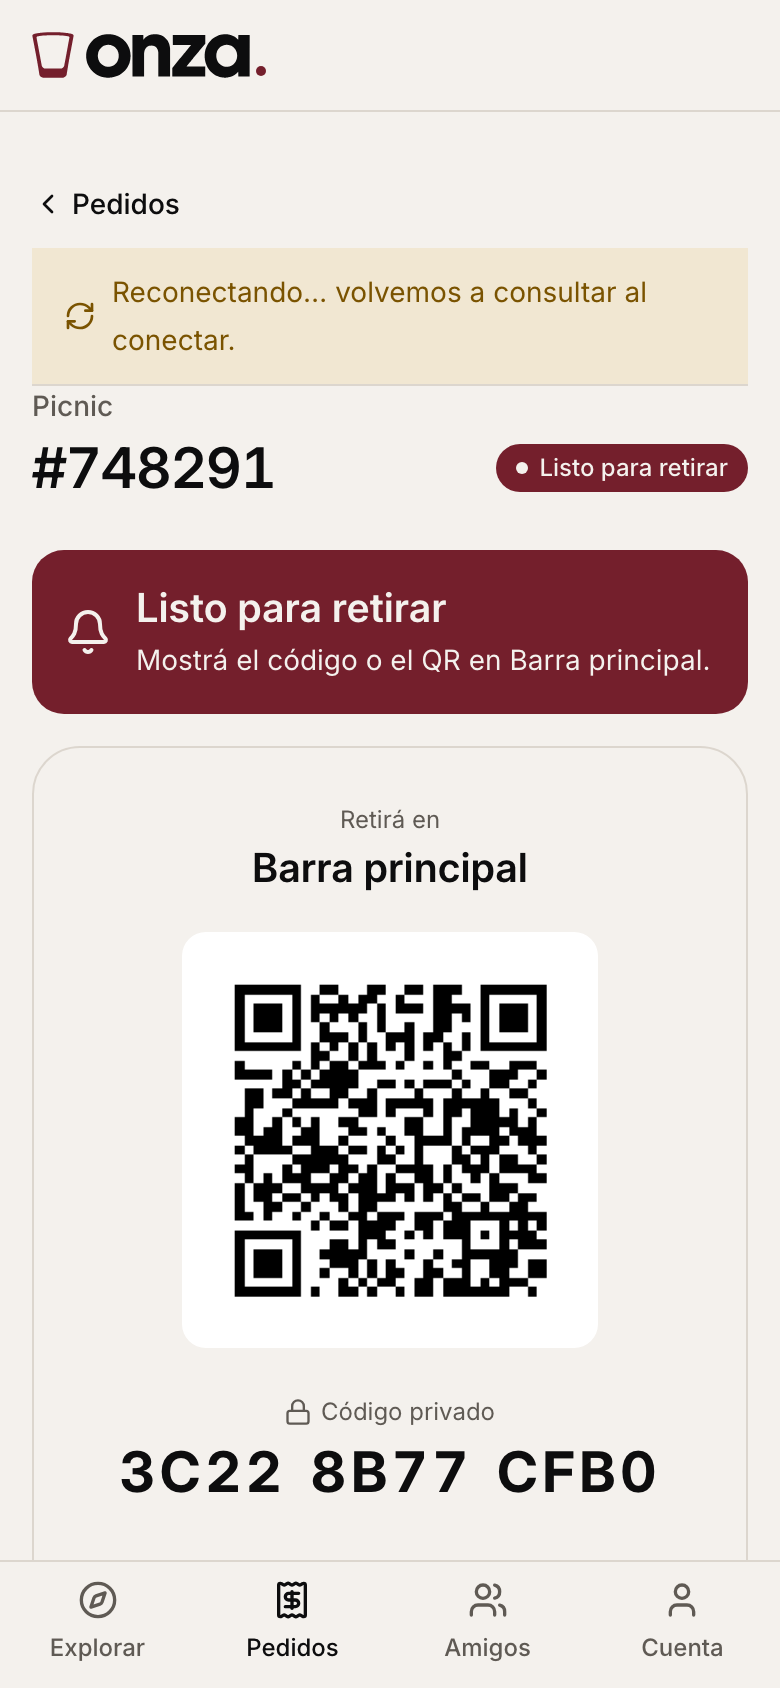 onza.
Pedidos
Reconectando... volvemos a consultar al
conectar.
Picnic
#748291
Listo para retirar
Listo para retirar
Mostrá el código o el QR en Barra principal.
Retirá en
Barra principal
Código privado
3C22 8B77 CFB0
Explorar
Pedidos
Amigos
Cuenta